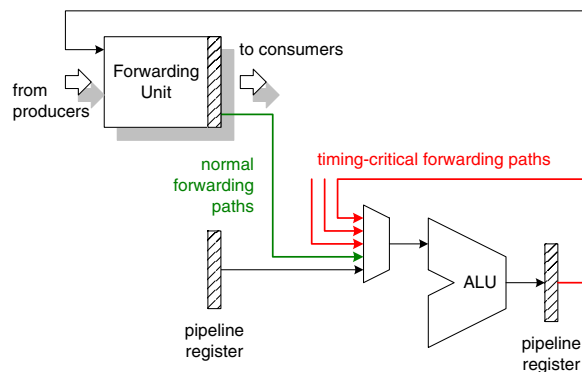 to consumers
Forwarding
Unit
from
producers
normal
forwarding
paths
timing-critical forwarding paths
ALU
pipeline
register
pipeline
register